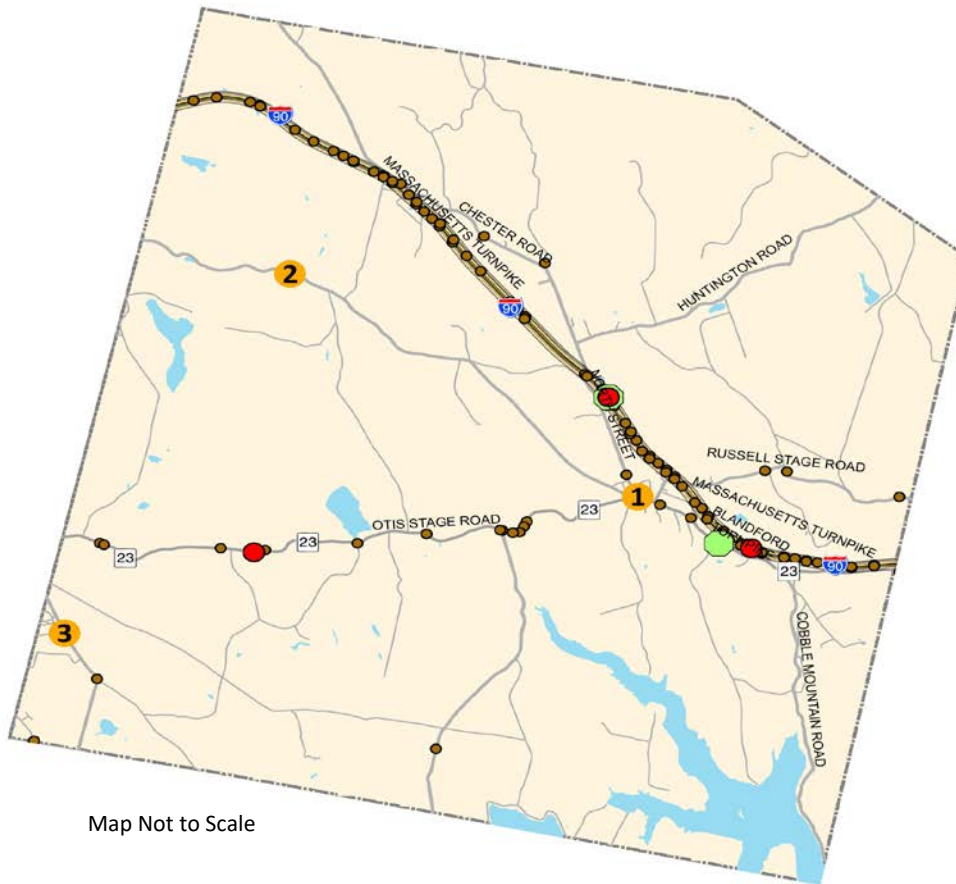 90
MASSACHUSETTS TURNPIKE
CHESTER ROAD
HUNTINGTON ROAD
2
90
STREET
RUSSELL STAGE ROAD
1
MASSACHUSETTS TURNPIKE
23
OTIS STAGE ROAD
BLANDFORD
23
23
90
23
3
COBBLE MOUNTAIN ROAD
Map Not to Scale